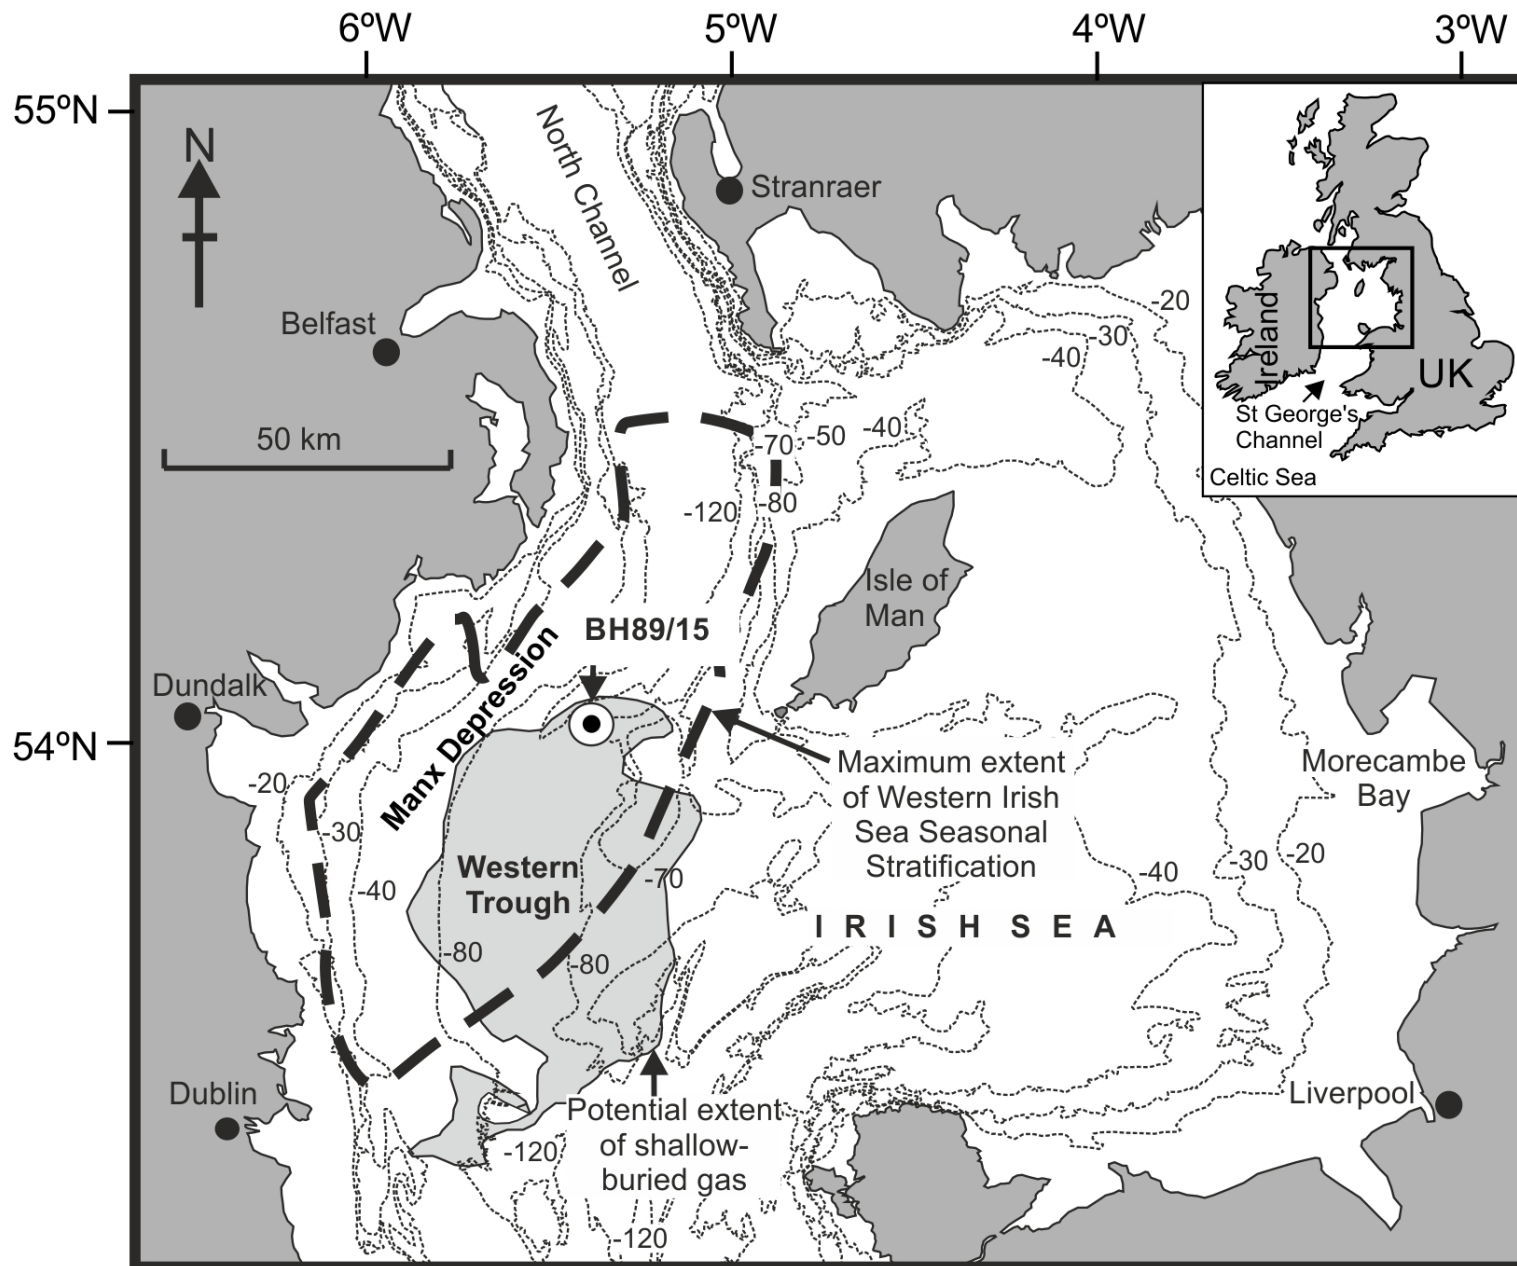 6ºW
5ºW
4ºW
3ºW
55ºN
54ºN
N
North Channel
Stranraer
Belfast
50 km
Ireland
UK
St George's
Channel
Celtic Sea
-20
-30
-40
-70
-50
-40
-120
-80
Isle of
Man
BH89/15
Dundalk
Manx Depression
Maximum extent
of Western Irish
Sea Seasonal
Stratification
Morecambe
Bay
-20
-30
-40
Western
Trough
-70
-80
-80
-40
-30
-20
IRISH SEA
Dublin
Liverpool
Potential extent
of shallow-
buried gas
-120
-120